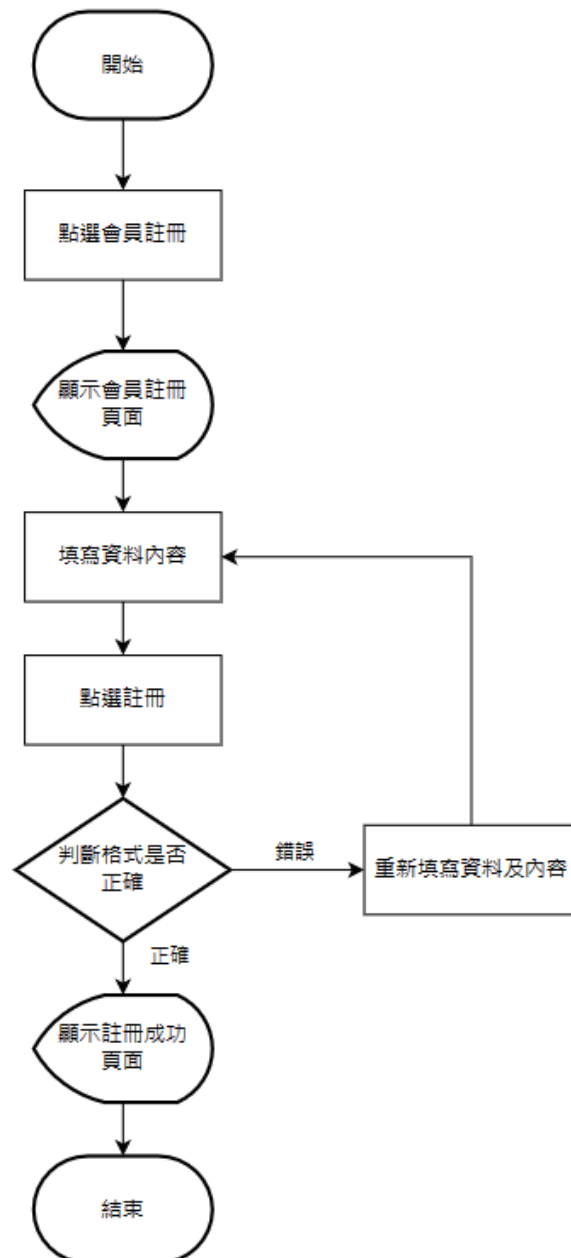 開始
點選會員註冊
顯示會員註冊
頁面
填寫資料內容
點選註冊
判斷格式是否
正確
錯誤
重新填寫資料及內容
正確
顯示註冊成功
頁面
結束